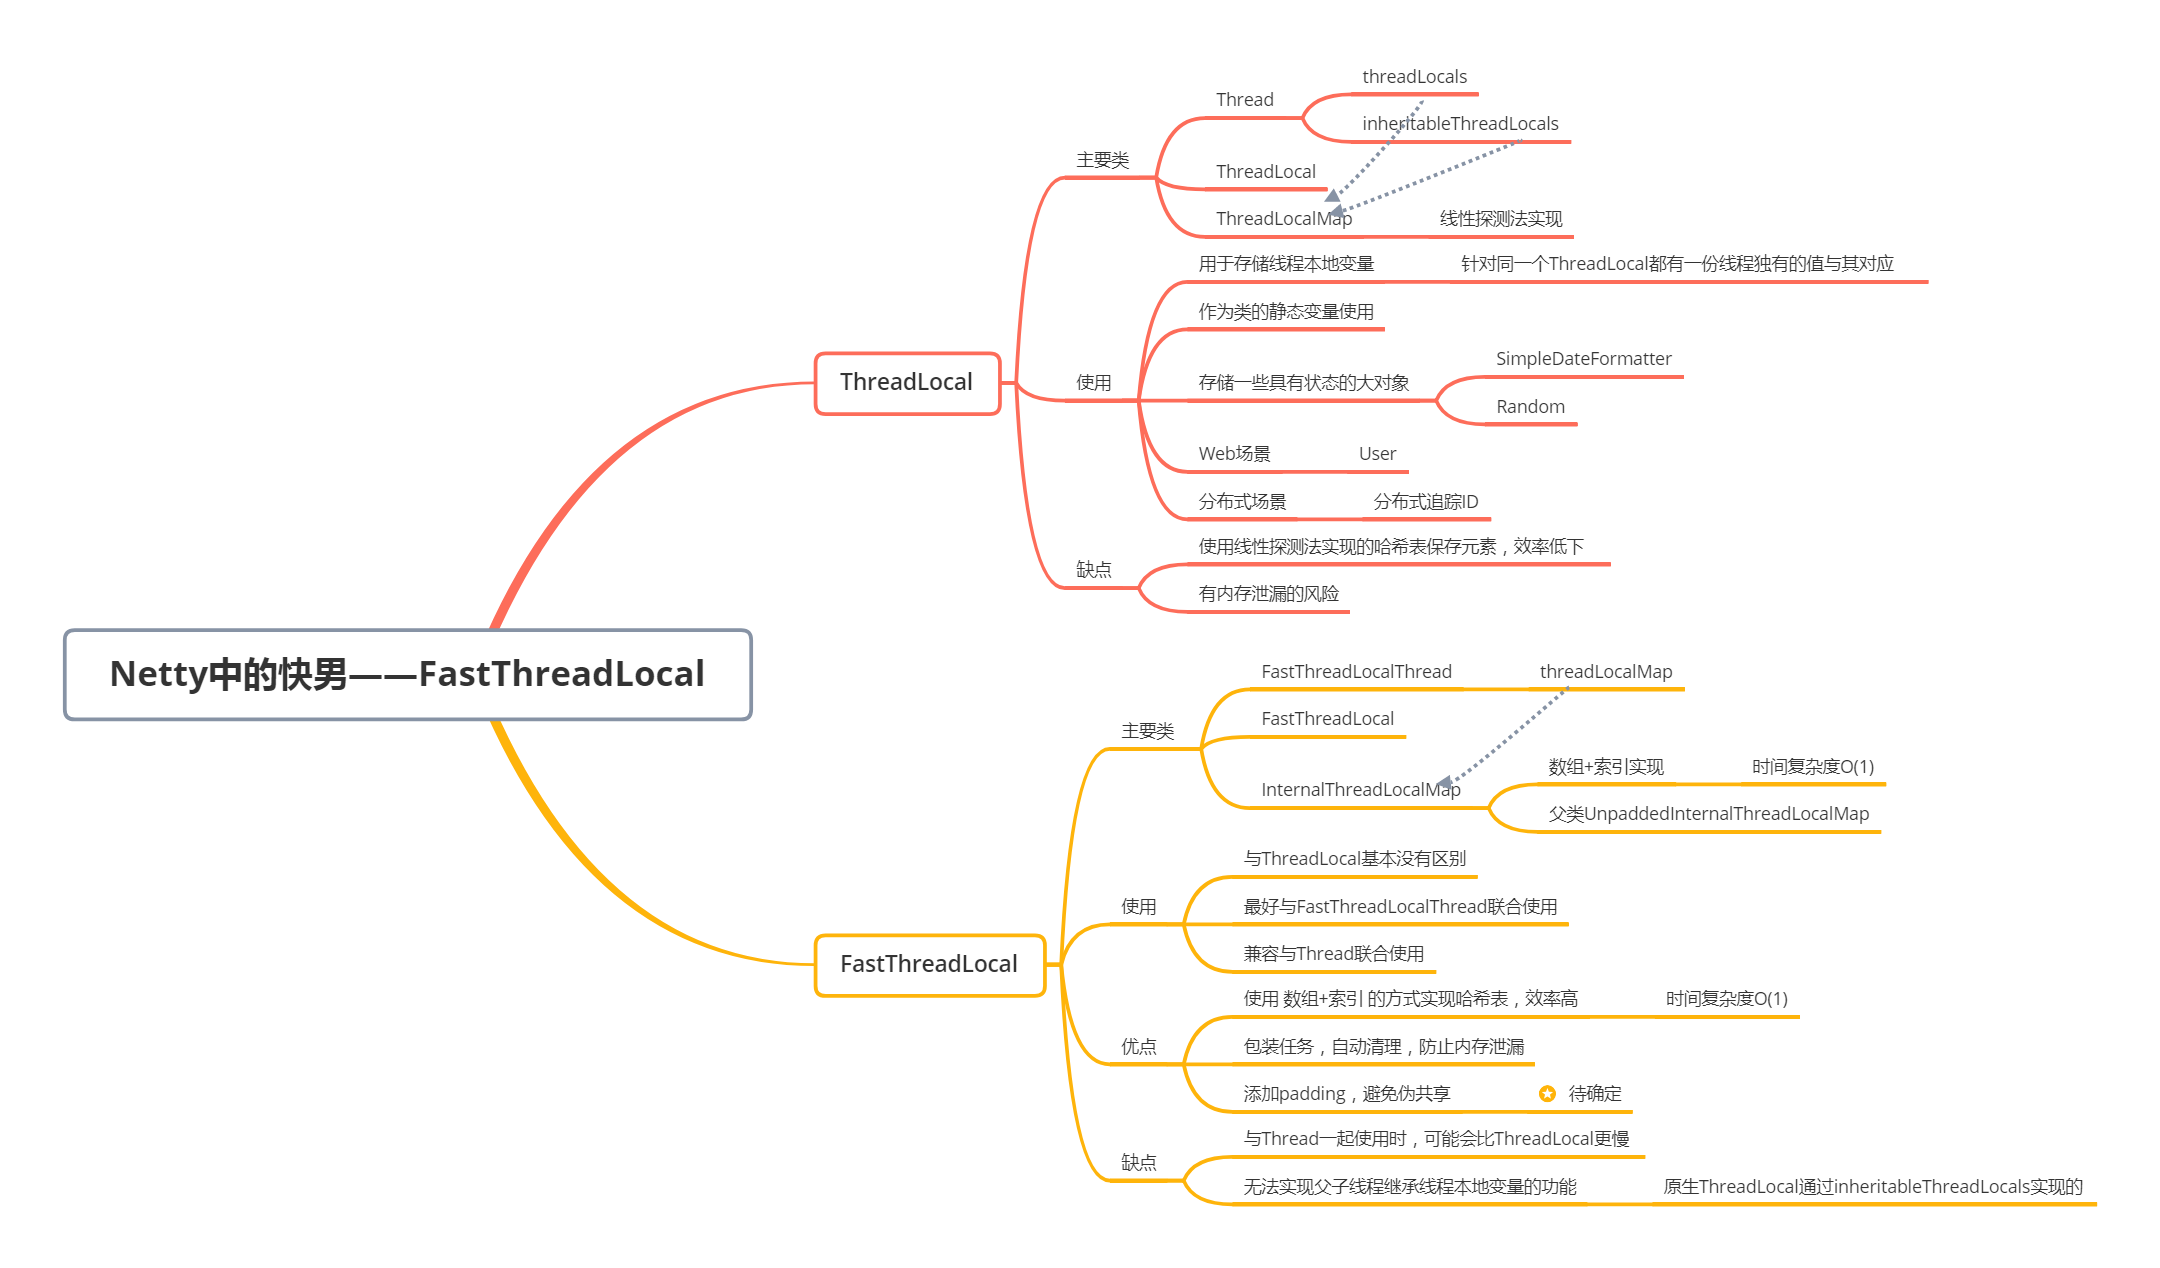 Netty中的快男——FastThreadLocal
ThreadLocal
主要类
Thread
threadLocals
inheritableThreadLocals
ThreadLocal
ThreadLocalMap
线性探测法实现
使用
用于存储线程本地变量
针对同一个ThreadLocal都有一份线程独有的值与其对应
作为类的静态变量使用
存储一些具有状态的大对象
SimpleDateFormatter
Random
Web场景
User
分布式场景
分布式追踪ID
缺点
使用线性探测法实现的哈希表保存元素，效率低下
有内存泄漏的风险
FastThreadLocal
主要类
FastThreadLocalThread
threadLocalMap
FastThreadLocal
InternalThreadLocalMap
数组+索引实现
时间复杂度O(1)
父类UnpaddedInternalThreadLocalMap
使用
与ThreadLocal基本没有区别
最好与FastThreadLocalThread联合使用
兼容与Thread联合使用
优点
使用 数组+索引 的方式实现哈希表，效率高
时间复杂度O(1)
包装任务，自动清理，防止内存泄漏
添加padding，避免伪共享
待确定
缺点
与Thread一起使用时，可能会比ThreadLocal更慢
无法实现父子线程继承线程本地变量的功能
原生ThreadLocal通过inheritableThreadLocals实现的